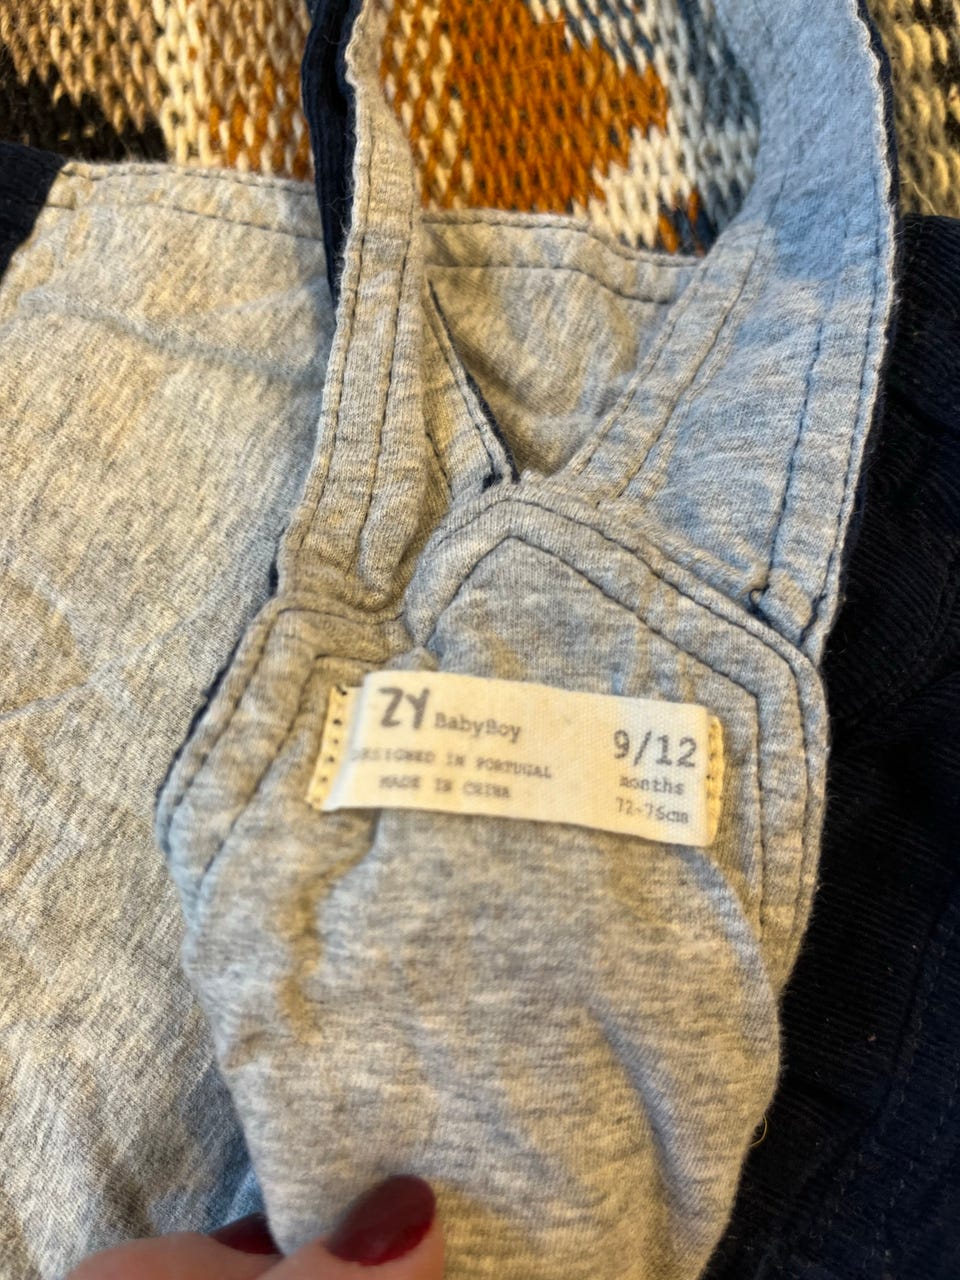 ZY BabyBoy
DESIGNED IN PORTUGAL
MADE IN CHINA
9/12
months
72-76cm